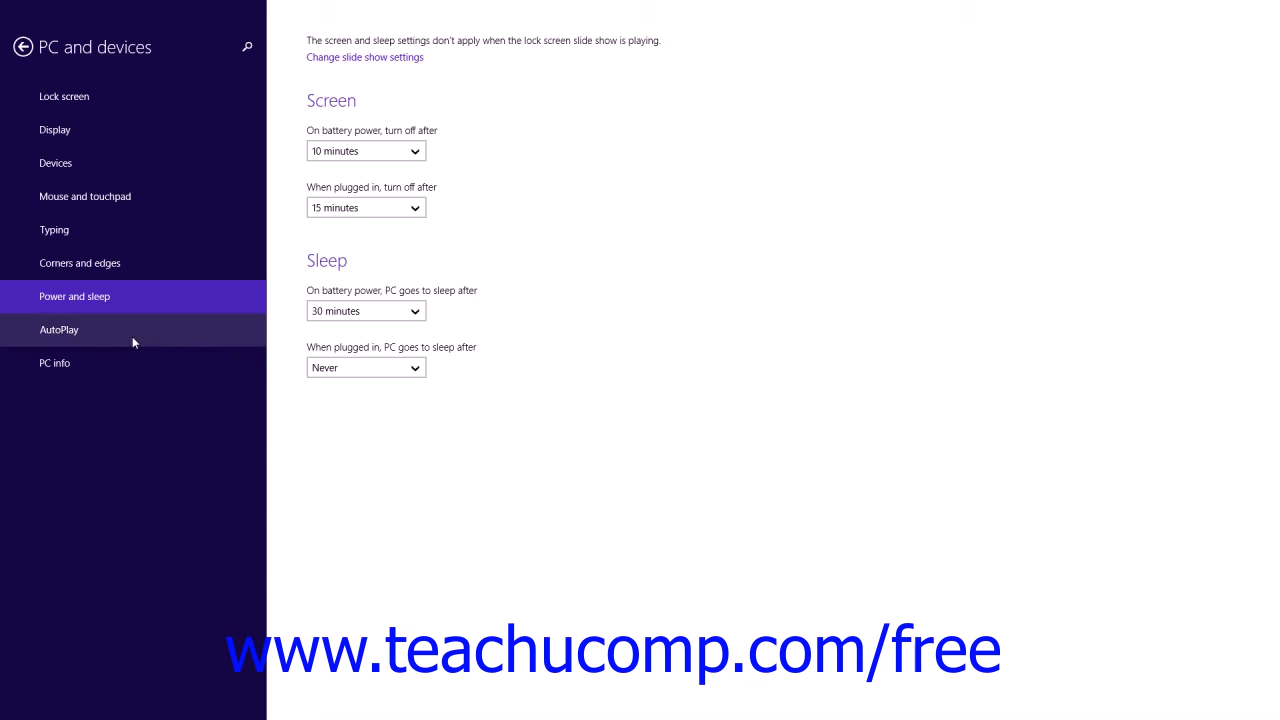 PC and devices
Lock screen
Display
Devices
Mouse and touchpad
Typing
Corners and edges
Power and sleep
AutoPlay
PC info
The screen and sleep settings don't apply when the lock screen slide show is playing.
Change slide show settings
Screen
On battery power, turn off after
10 minutes
When plugged in, turn off after
15 minutes
Sleep
On battery power, PC goes to sleep after
30 minutes
When plugged in, PC goes to sleep after
Never
www.teachucomp.com/free